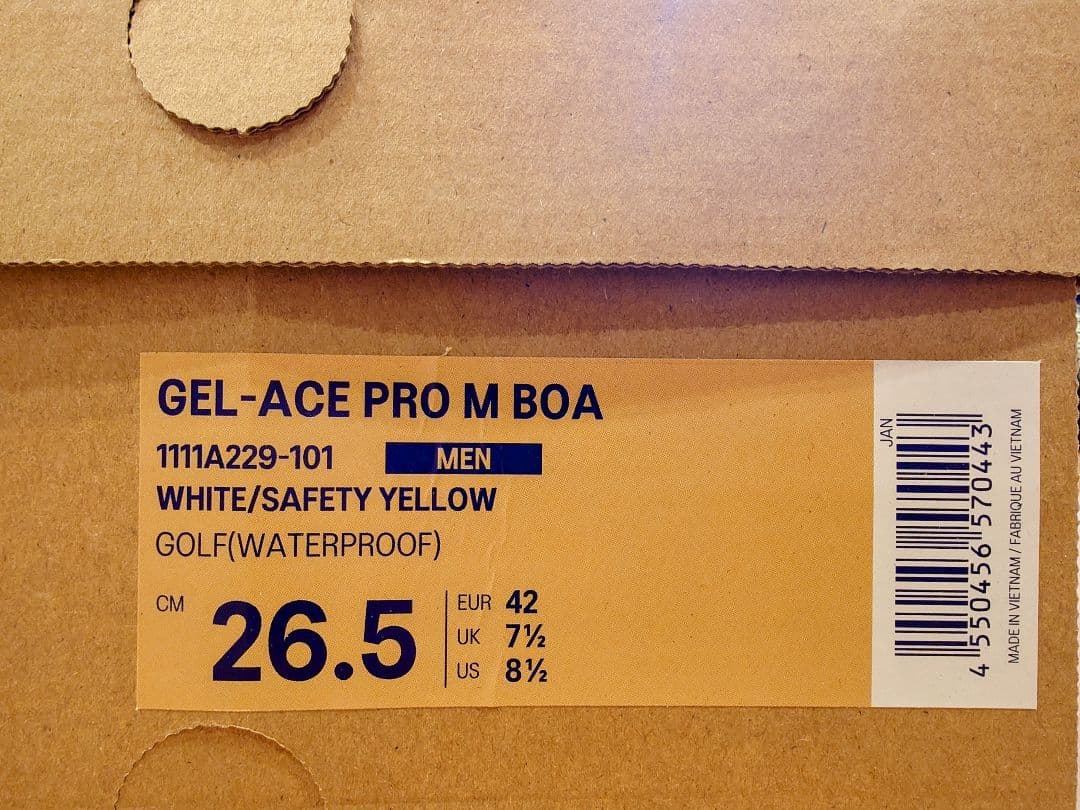 GEL-ACE PRO M BOA
1111A229-101 MEN
WHITE/SAFETY YELLOW
GOLF(WATERPROOF)
CM 26.5
EUR 42
UK 7½
US 8½
JAN
4 550456 570443
MADE IN VIETNAM / FABRIQUE AU VIETNAM